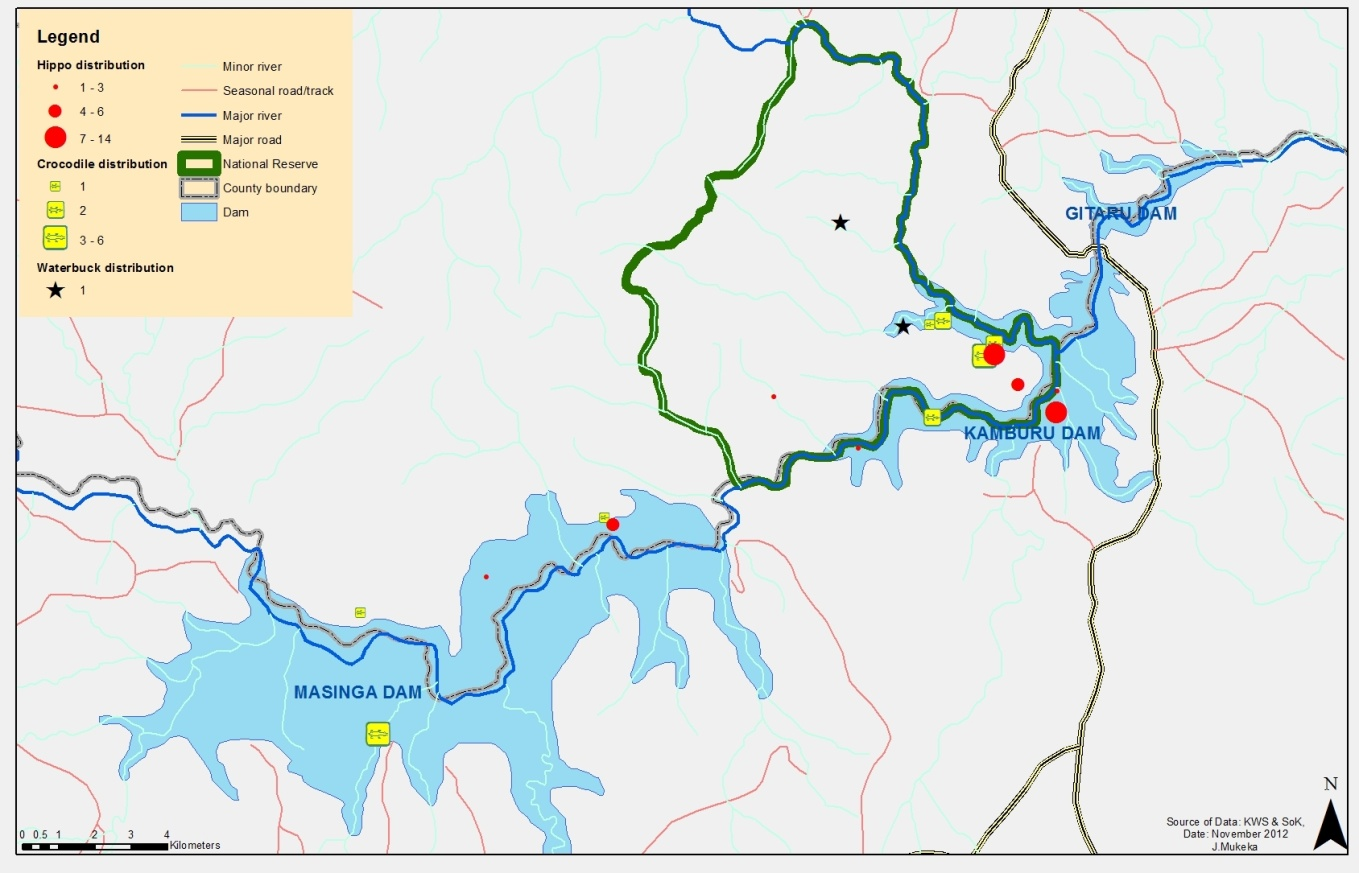 Legend
Hippo distribution
1 - 3
4 - 6
7 - 14
Crocodile distribution
1
2
3 - 6
Waterbuck distribution
1
Minor river
Seasonal road/track
Major river
Major road
National Reserve
County boundary
Dam
GITARU DAM
KAMBURU DAM
MASINGA DAM
N
0 0.5 1 2 3 4
Kilometers
Source of Data: KWS & SoK,
Date: November 2012
J.Mukeka